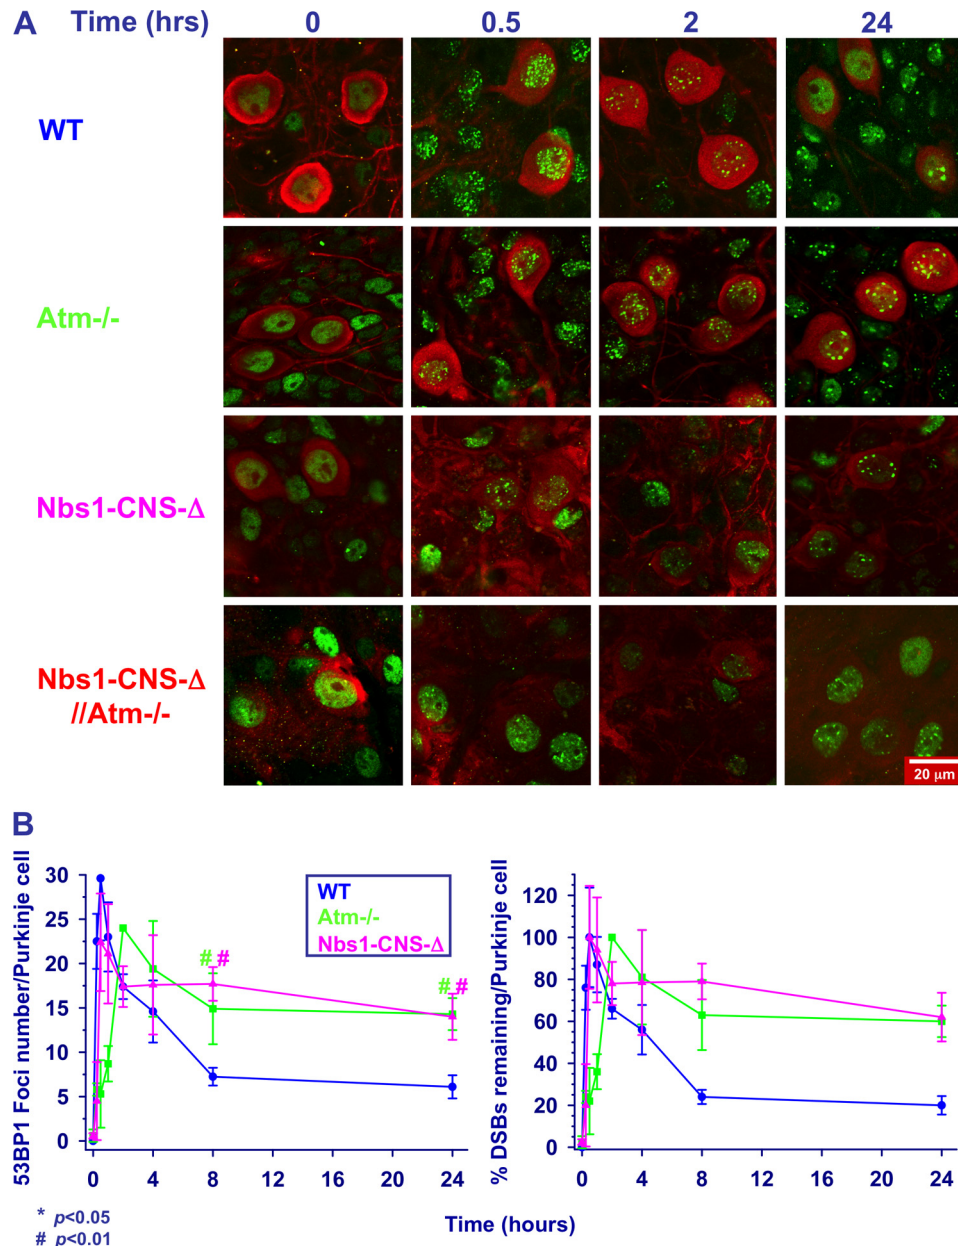 A Time (hrs) 0 0.5 2 24
WT
Atm-/-
Nbs1-CNS-Δ
Nbs1-CNS-Δ
//Atm-/-
20 μm
B
53BP1 Foci number/Purkinje cell
30
25
20
15
10
5
0
0 4 8 12 16 20 24
WT
Atm-/-
Nbs1-CNS-Δ
# #
# #
% DSBs remaining/Purkinje cell
120
100
80
60
40
20
0
0 4 8 12 16 20 24
Time (hours)
* p<0.05
# p<0.01